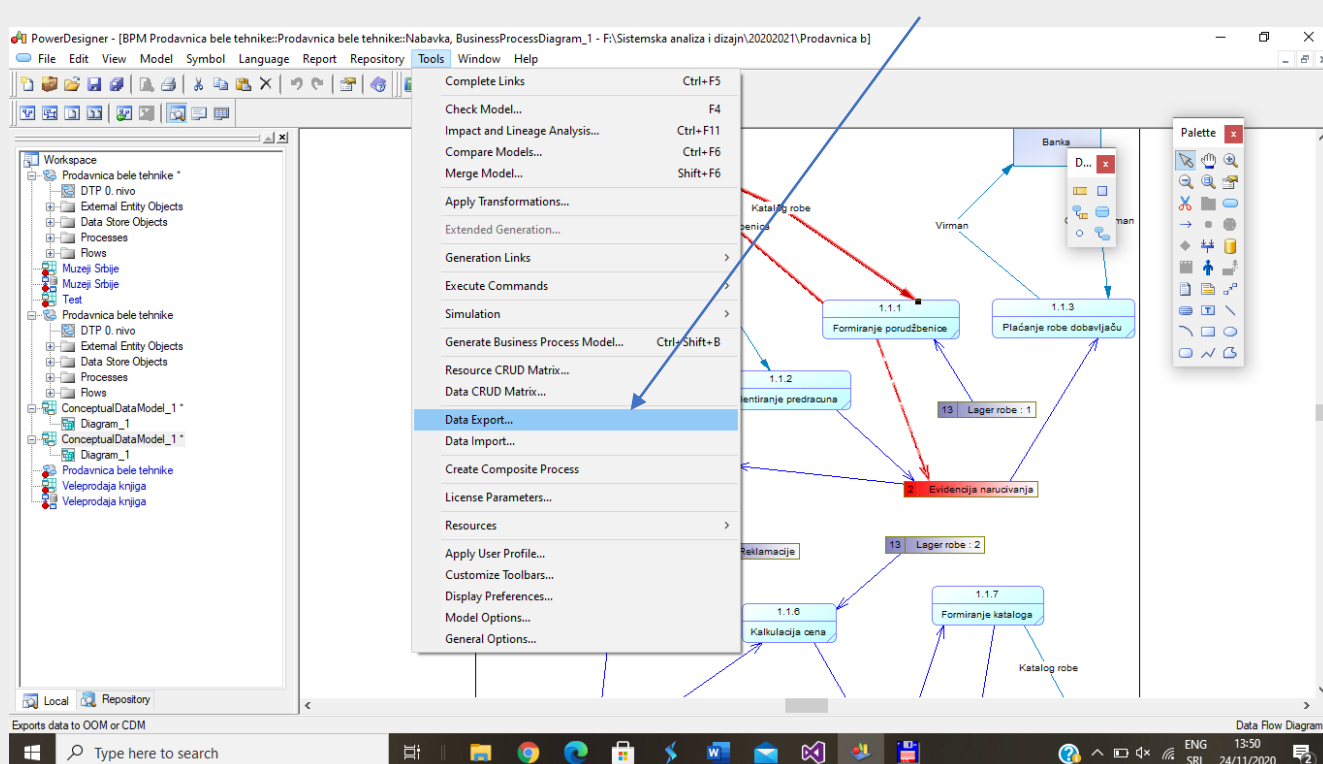 PowerDesigner - [BPM Prodavnica bele tehnike::Prodavnica bele tehnike::Nabavka, BusinessProcessDiagram_1 - F:\Sistemska analiza i dizajn\20202021\Prodavnica b]
File Edit View Model Symbol Language Report Repository Tools Window Help
Workspace
Prodavnica bele tehnike *
DTP 0. nivo
External Entity Objects
Data Store Objects
Processes
Flows
Muzeji Srbije
Muzeji Srbije
Test
Prodavnica bele tehnike
DTP 0. nivo
External Entity Objects
Data Store Objects
Processes
Flows
ConceptualDataModel_1 *
Diagram_1
ConceptualDataModel_1 *
Diagram_1
Prodavnica bele tehnike
Veleprodaja knjiga
Veleprodaja knjiga
Local Repository
Complete Links Ctrl+F5
Check Model... F4
Impact and Lineage Analysis... Ctrl+F11
Compare Models... Ctrl+F6
Merge Model... Shift+F6
Apply Transformations...
Extended Generation...
Generation Links
Execute Commands
Simulation
Generate Business Process Model... Ctrl+Shift+B
Resource CRUD Matrix...
Data CRUD Matrix...
Data Export...
Data Import...
Create Composite Process
License Parameters...
Resources
Apply User Profile...
Customize Toolbars...
Display Preferences...
Model Options...
General Options...
Banka
D...
Palette
Katalog robe
benica
Virman
man
1.1.1
Formiranje porudžbenice
1.1.3
Plaćanje robe dobavljaču
1.1.2
entiranje predracuna
13 Lager robe : 1
2 Evidencija narucivanja
Reklamacije
13 Lager robe : 2
1.1.6
Kalkulacija cena
1.1.7
Formiranje kataloga
Katalog robe
Exports data to OOM or CDM
Data Flow Diagram
Type here to search
ENG
SRL
13:50
24/11/2020
2